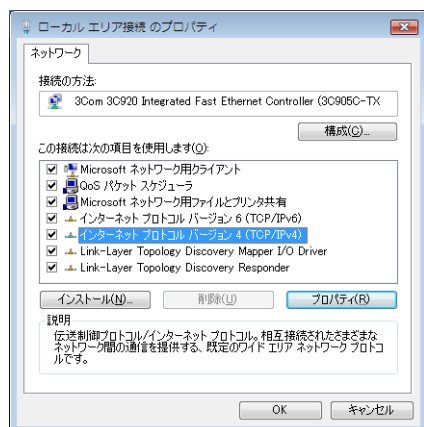 ローカル エリア接続 のプロパティ
ネットワーク
接続の方法:
3Com 3C920 Integrated Fast Ethernet Controller (3C905C-TX
構成(C)...
この接続は次の項目を使用します(O):
Microsoft ネットワーク用クライアント
QoS パケット スケジューラ
Microsoft ネットワーク用ファイルとプリンタ共有
インターネット プロトコル バージョン 6 (TCP/IPv6)
インターネット プロトコル バージョン 4 (TCP/IPv4)
Link-Layer Topology Discovery Mapper I/O Driver
Link-Layer Topology Discovery Responder
インストール(N)...
削除(U)
プロパティ(R)
説明
伝送制御プロトコル/インターネット プロトコル。相互接続されたさまざまな
ネットワーク間の通信を提供する、既定のワイド エリア ネットワーク プロトコ
ルです。
OK
キャンセル